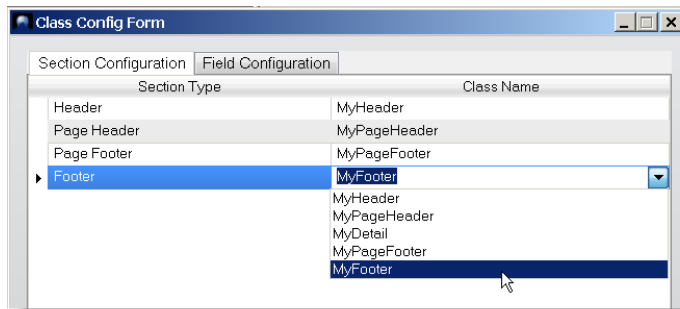 Class Config Form
Section Configuration Field Configuration
Section Type Class Name
Header MyHeader
Page Header MyPageHeader
Page Footer MyPageFooter
Footer MyFooter
MyHeader
MyPageHeader
MyDetail
MyPageFooter
MyFooter